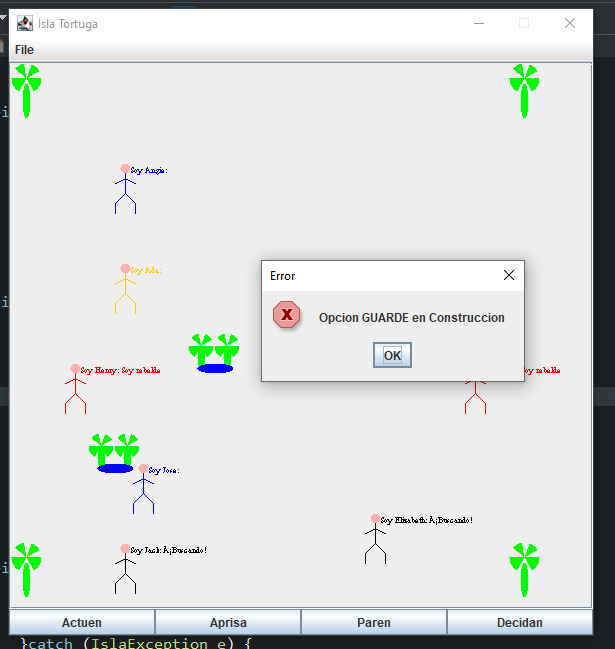 Isla Tortuga
File
Soy Angie:
Soy Ada:
Error
Opcion GUARDE en Construccion
OK
Soy Henry: Soy rebelde
rebelde
Soy Jose:
Soy Elizabeth: Â¡Buscando!
Soy Jack: Â¡Buscando!
Actuen
Aprisa
Paren
Decidan
}catch (IslaException e) {